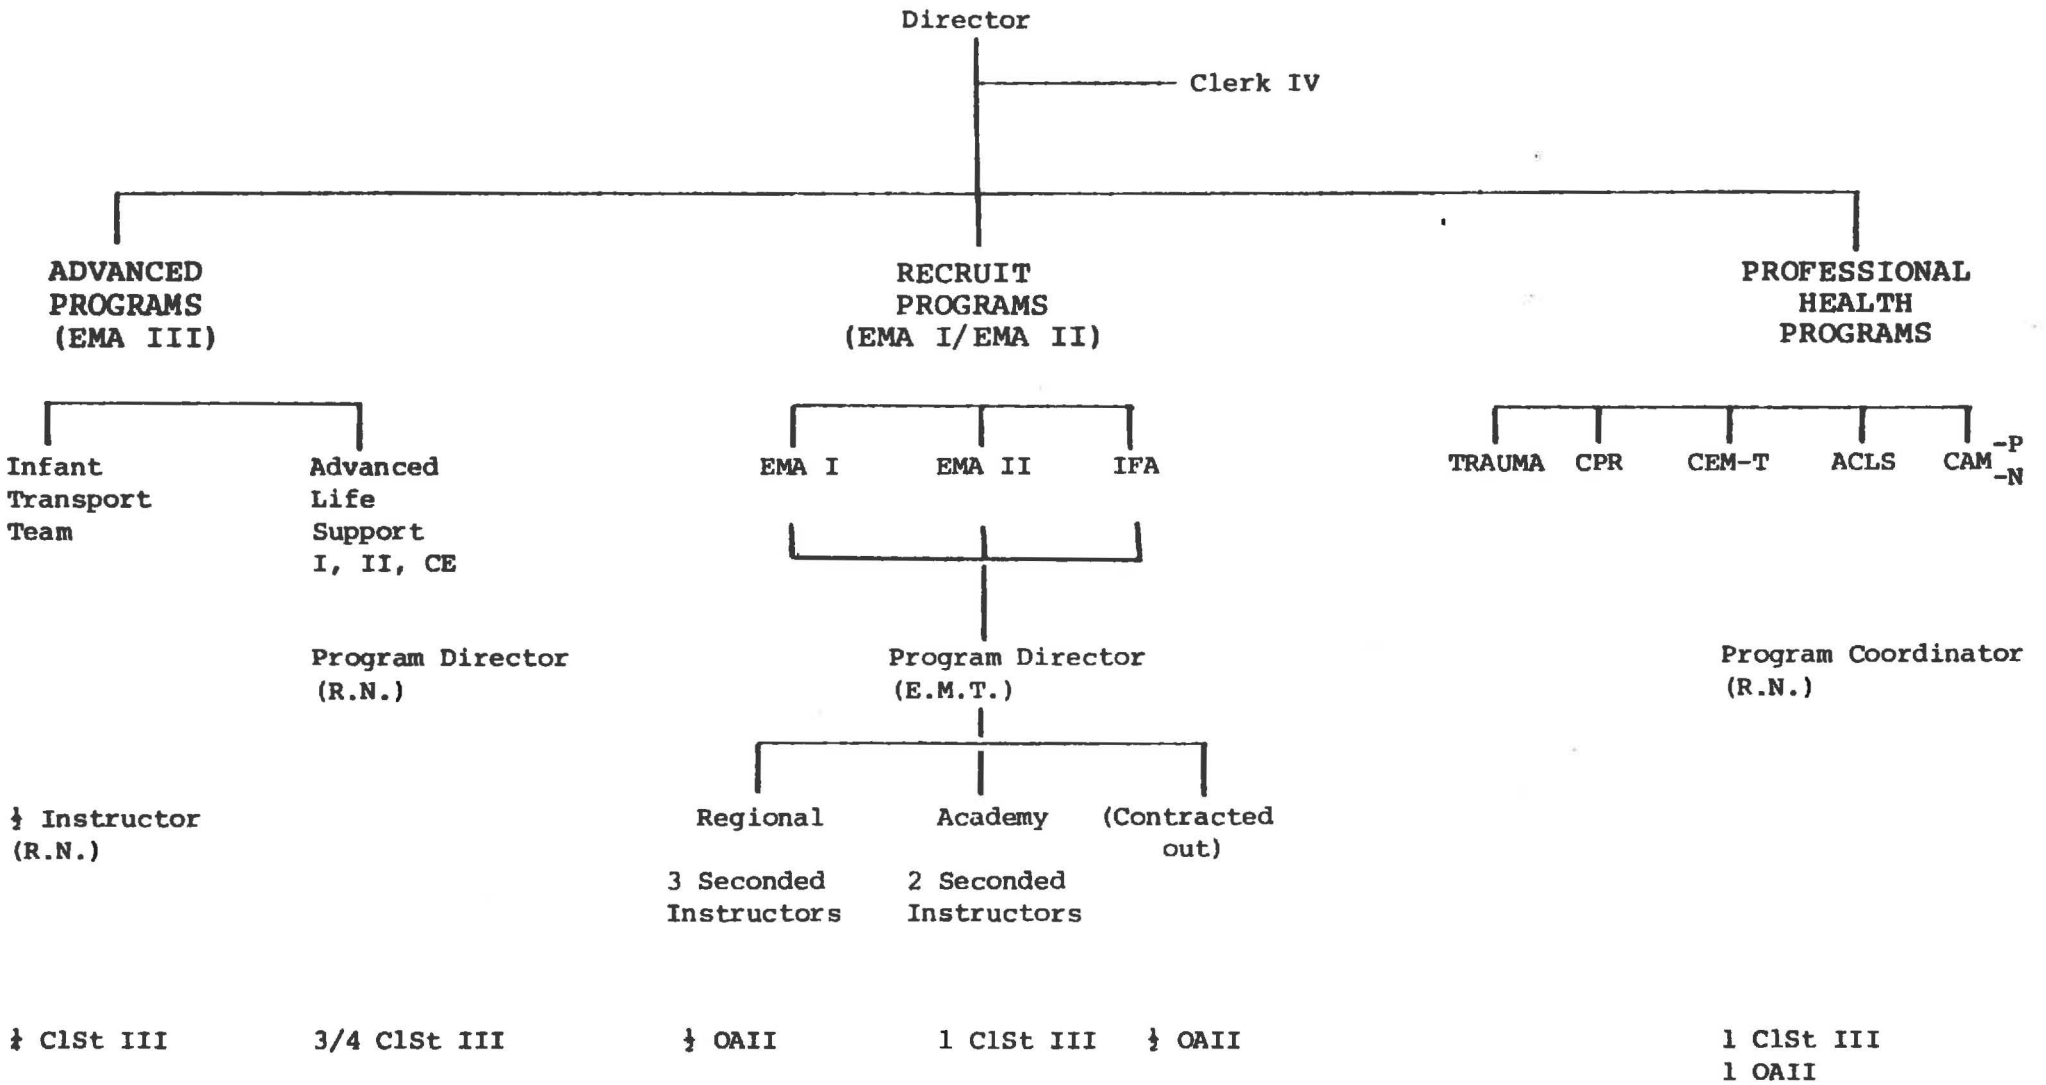 Director
Clerk IV
ADVANCED
PROGRAMS
(EMA III)
RECRUIT
PROGRAMS
(EMA I/EMA II)
PROFESSIONAL
HEALTH
PROGRAMS
Infant
Transport
Team
Advanced
Life
Support
I, II, CE
EMA I
EMA II
IFA
TRAUMA
CPR
CEM-T
ACLS
CAM
-P
-N
Program Director
(R.N.)
Program Director
(E.M.T.)
Program Coordinator
(R.N.)
½ Instructor
(R.N.)
Regional
Academy
(Contracted
out)
3 Seconded
Instructors
2 Seconded
Instructors
¼ ClSt III
3/4 ClSt III
½ OAII
1 ClSt III
½ OAII
1 ClSt III
1 OAII